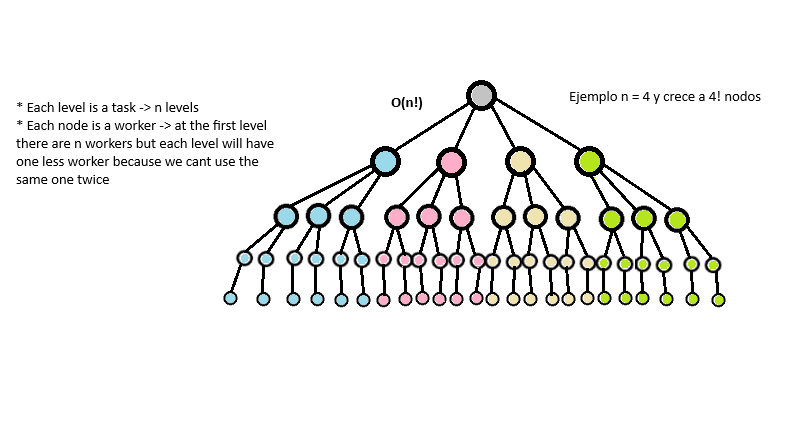 O(n!)
Ejemplo n = 4 y crece a 4! nodos
* Each level is a task -> n levels
* Each node is a worker -> at the first level
there are n workers but each level will have
one less worker because we cant use the
same one twice